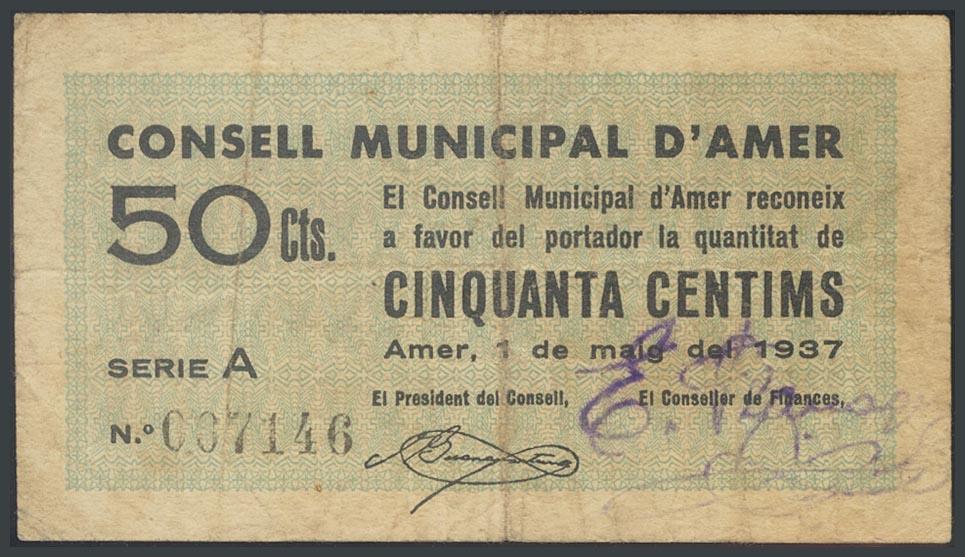 CONSELL MUNICIPAL D'AMER
50 Cts.
El Consell Municipal d'Amer reconeix
a favor del portador la quantitat de
CINQUANTA CENTIMS
Amer, 1 de maig del 1937
SERIE A
El President del Consell,
El Conseller de Finances,
N.º 007146